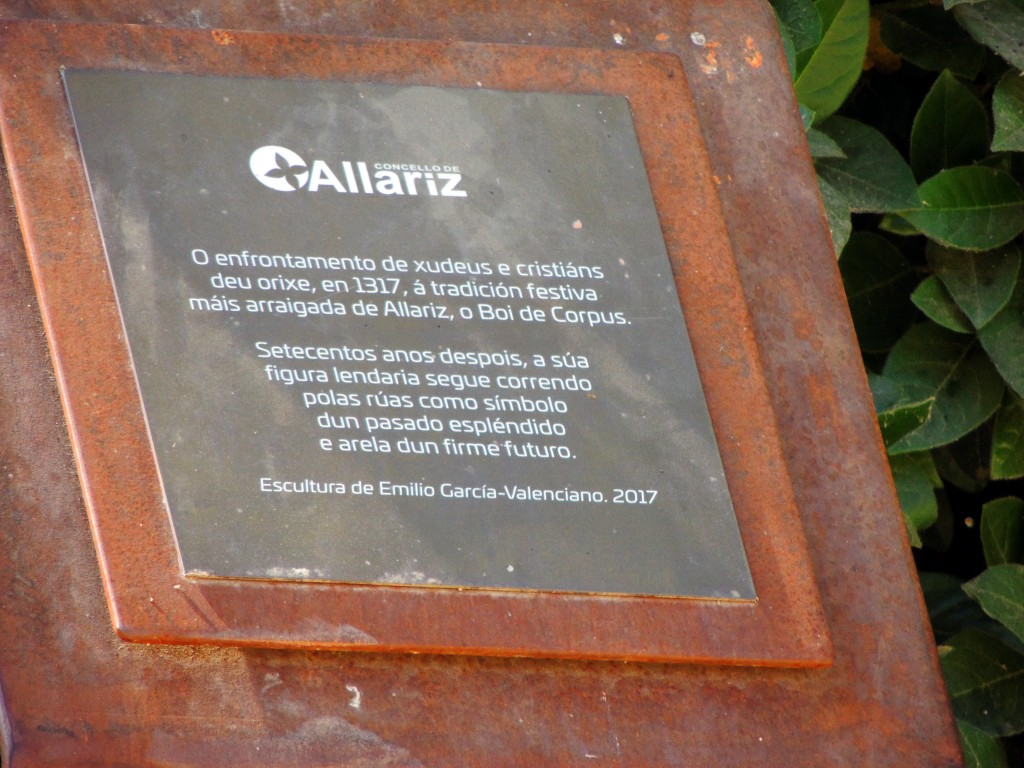 CONCELLO DE
Allariz
O enfrontamento de xudeus e cristiáns
deu orixe, en 1317, á tradición festiva
máis arraigada de Allariz, o Boi de Corpus.
Setecentos anos despois, a súa
figura lendaria segue correndo
polas rúas como símbolo
dun pasado espléndido
e arela dun firme futuro.
Escultura de Emilio García-Valenciano. 2017